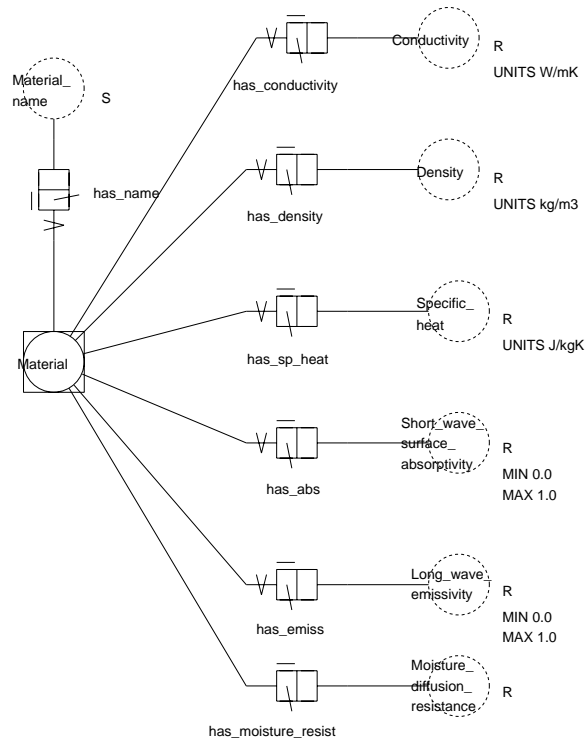 Conductivity
R
UNITS W/mK
has_conductivity
Material_
name
S
has_name
Density
R
UNITS kg/m3
has_density
Specific_
heat
R
UNITS J/kgK
has_sp_heat
Material
Short_wave_
surface_
absorptivity
R
MIN 0.0
MAX 1.0
has_abs
Long_wave_
emissivity
R
MIN 0.0
MAX 1.0
has_emiss
Moisture_
diffusion_
resistance
R
has_moisture_resist